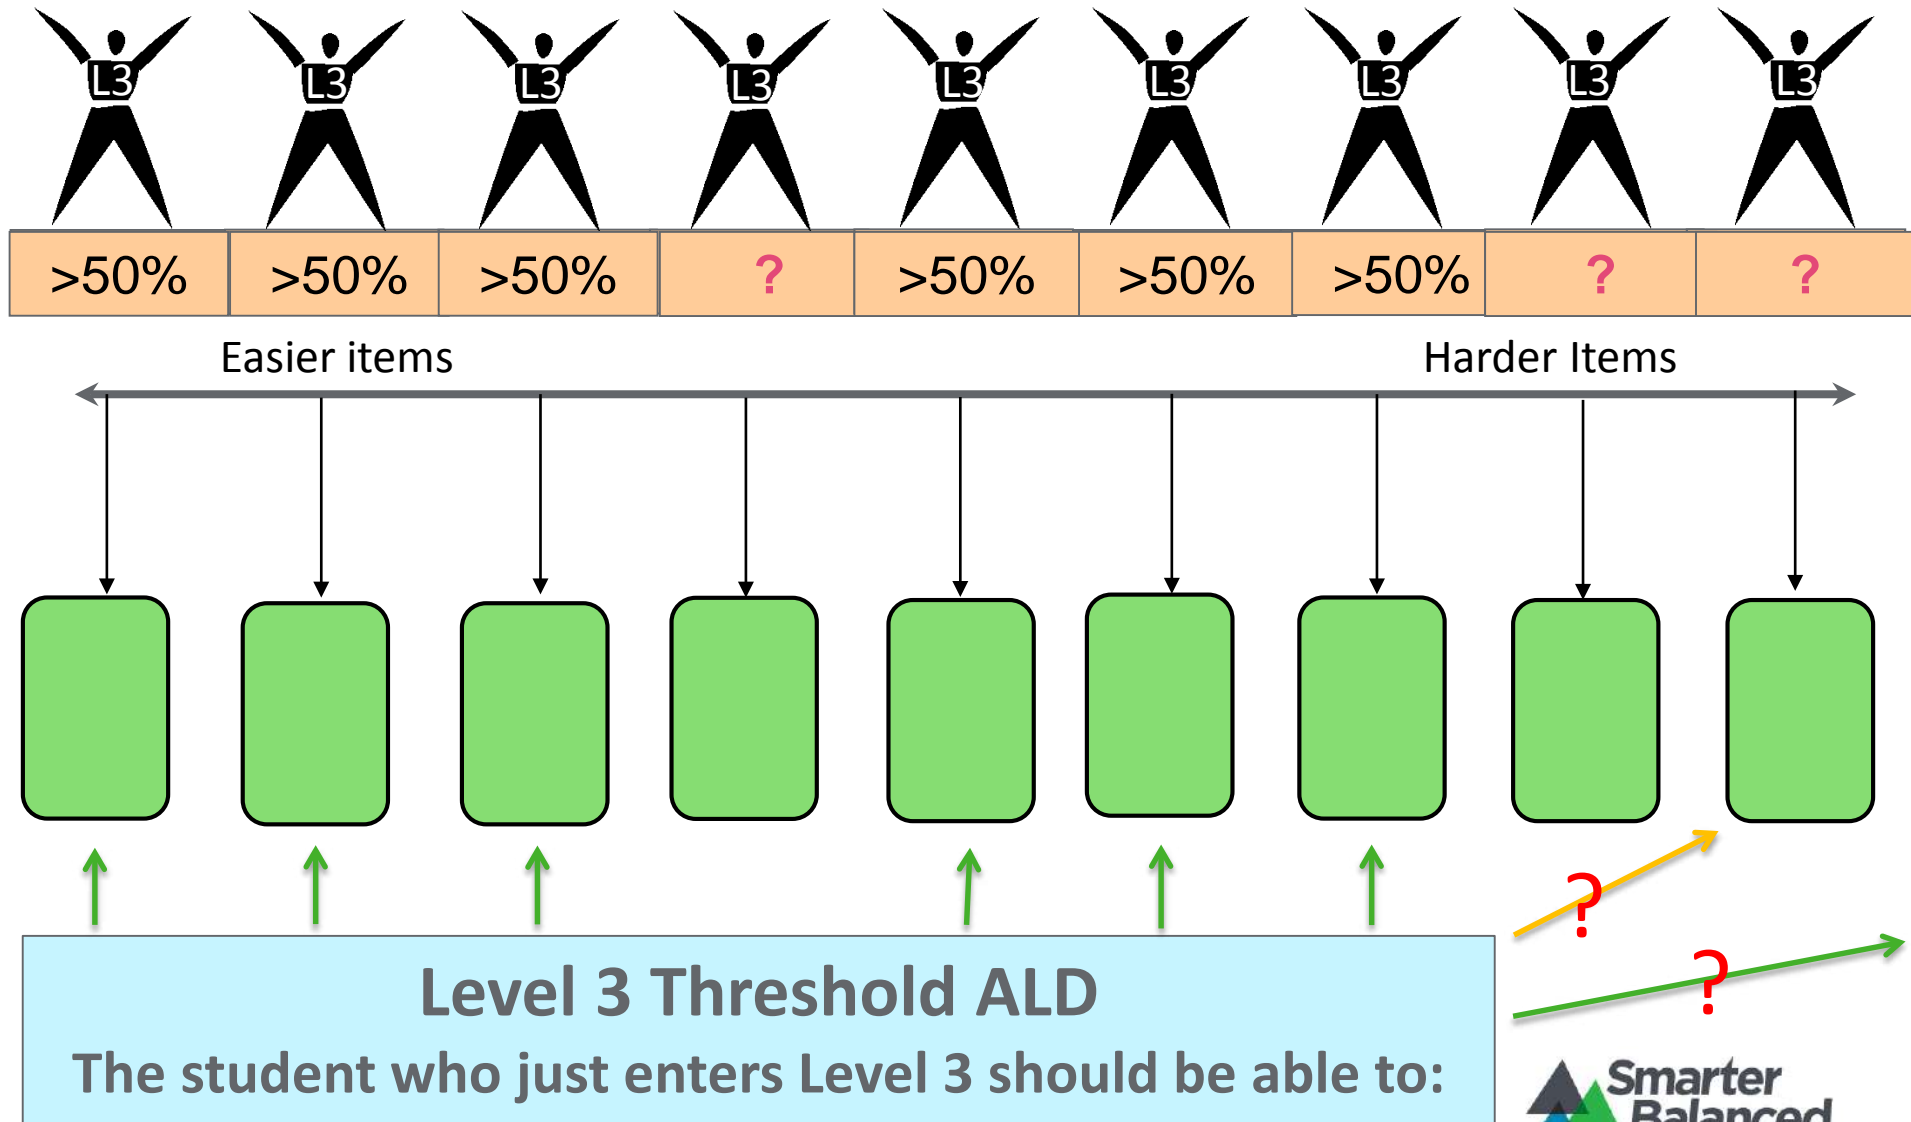 L3 L3 L3 L3 L3 L3 L3 L3 L3
>50% >50% >50% ? >50% >50% >50% ? ?
Easier items Harder Items
?
?
Level 3 Threshold ALD
The student who just enters Level 3 should be able to:
Smarter
Balanced